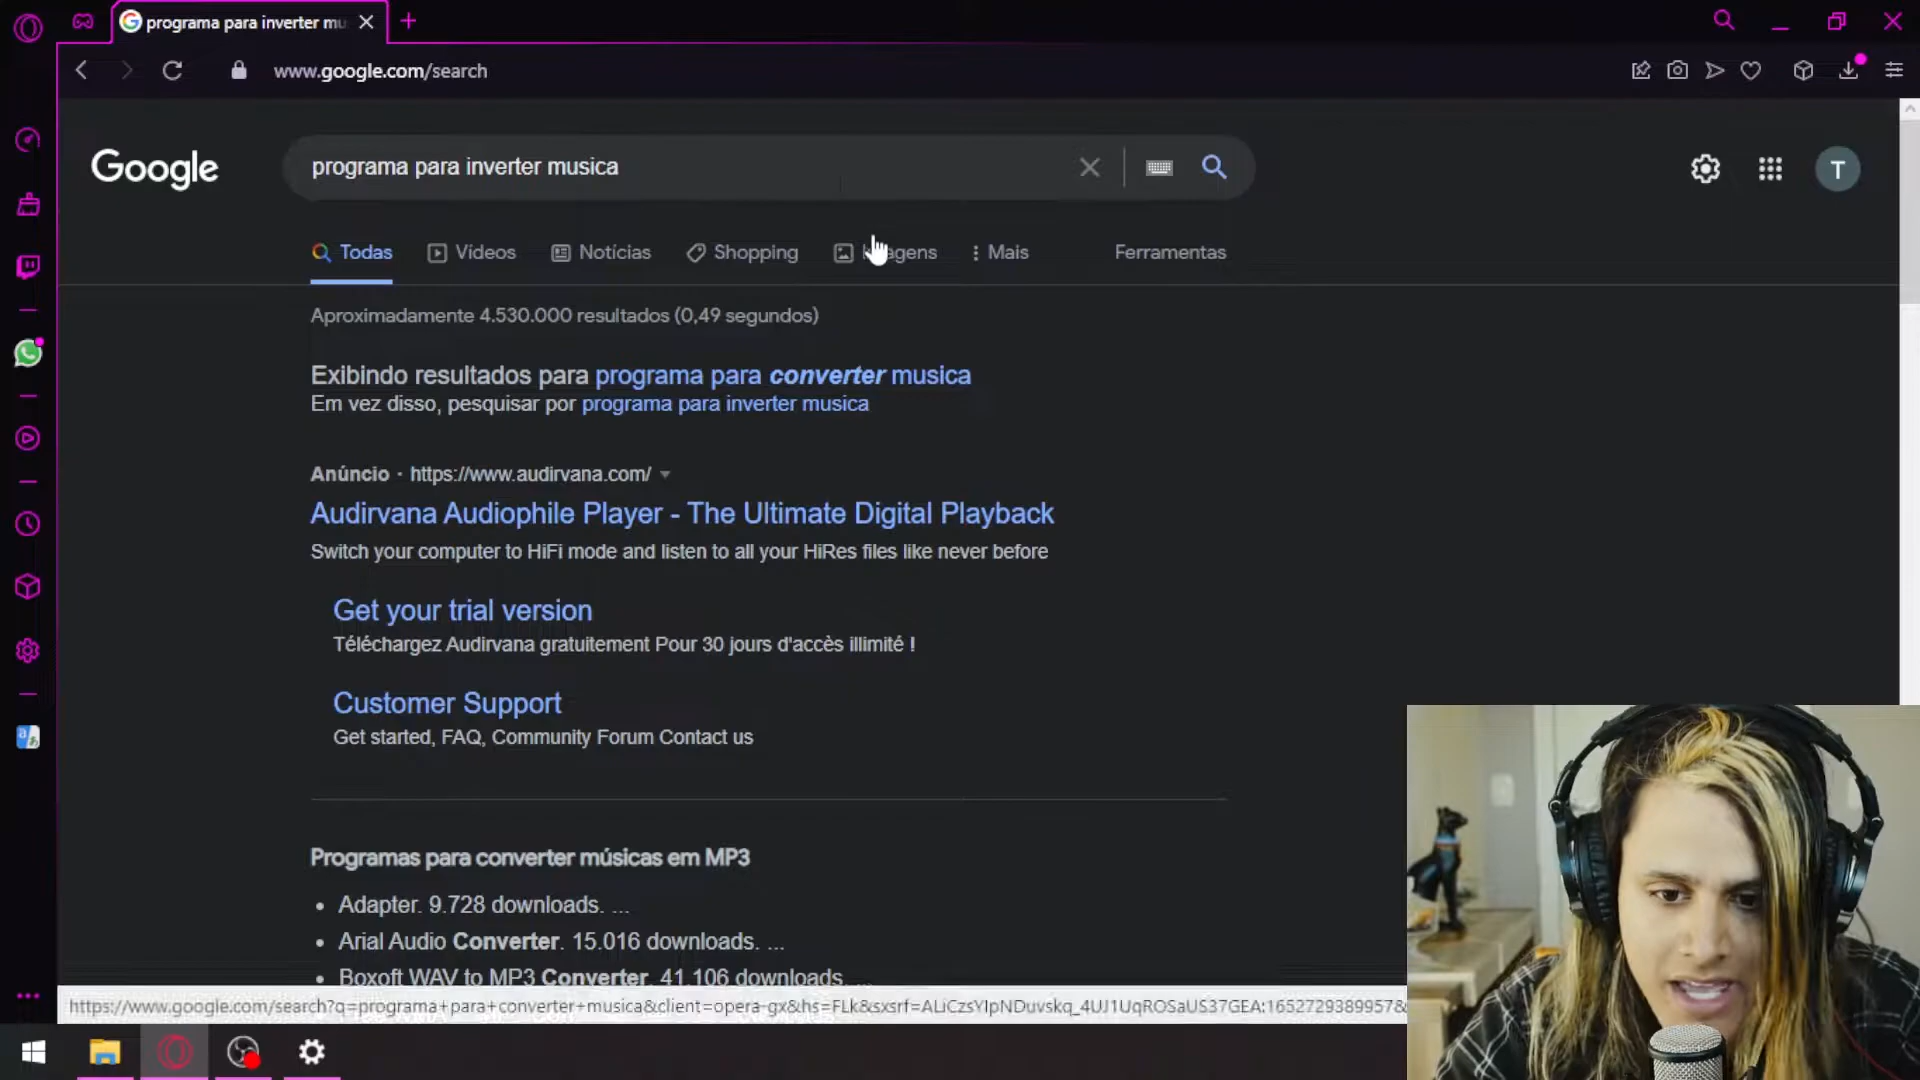 programa para inverter mu
www.google.com/search
Google
programa para inverter musica
T
Todas
Vídeos
Notícias
Shopping
Mais
Ferramentas
Aproximadamente 4.530.000 resultados (0,49 segundos)
Exibindo resultados para programa para converter musica
Em vez disso, pesquisar por programa para inverter musica
Anúncio · https://www.audirvana.com/
Audirvana Audiophile Player - The Ultimate Digital Playback
Switch your computer to HiFi mode and listen to all your HiRes files like never before
Get your trial version
Téléchargez Audirvana gratuitement Pour 30 jours d'accès illimité !
Customer Support
Get started, FAQ, Community Forum Contact us
Programas para converter músicas em MP3
• Adapter. 9.728 downloads. ...
• Arial Audio Converter. 15.016 downloads. ...
• Boxoft WAV to MP3 Converter. 41.106 downloads. ...
https://www.google.com/search?q=programa+para+converter+musica&client=opera-gx&hs=FLk&sxsrf=ALiCzsYIpNDuvskq_4UJ1UqROSaUS37GEA:1652729389957&